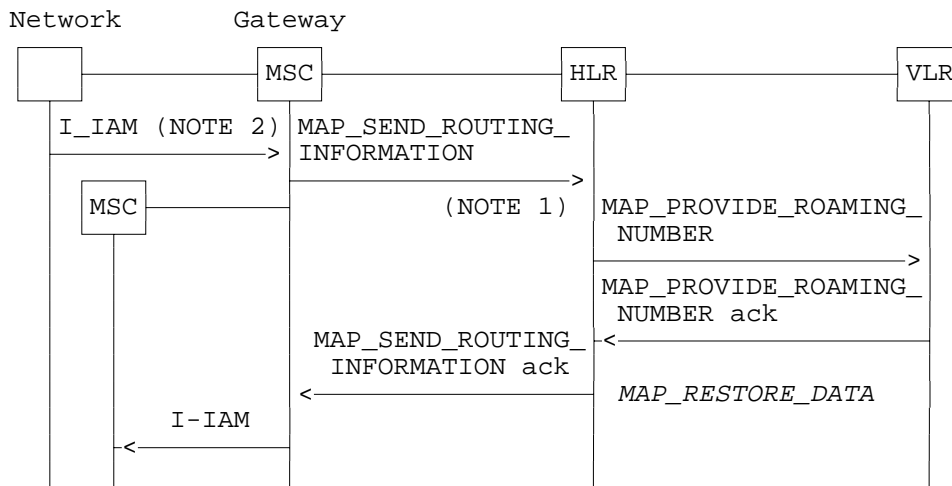 Network Gateway
MSC HLR VLR
I_IAM (NOTE 2) MAP_SEND_ROUTING_
INFORMATION
MSC (NOTE 1) MAP_PROVIDE_ROAMING_
NUMBER
MAP_PROVIDE_ROAMING_
NUMBER ack
MAP_SEND_ROUTING_
INFORMATION ack
MAP_RESTORE_DATA
I-IAM